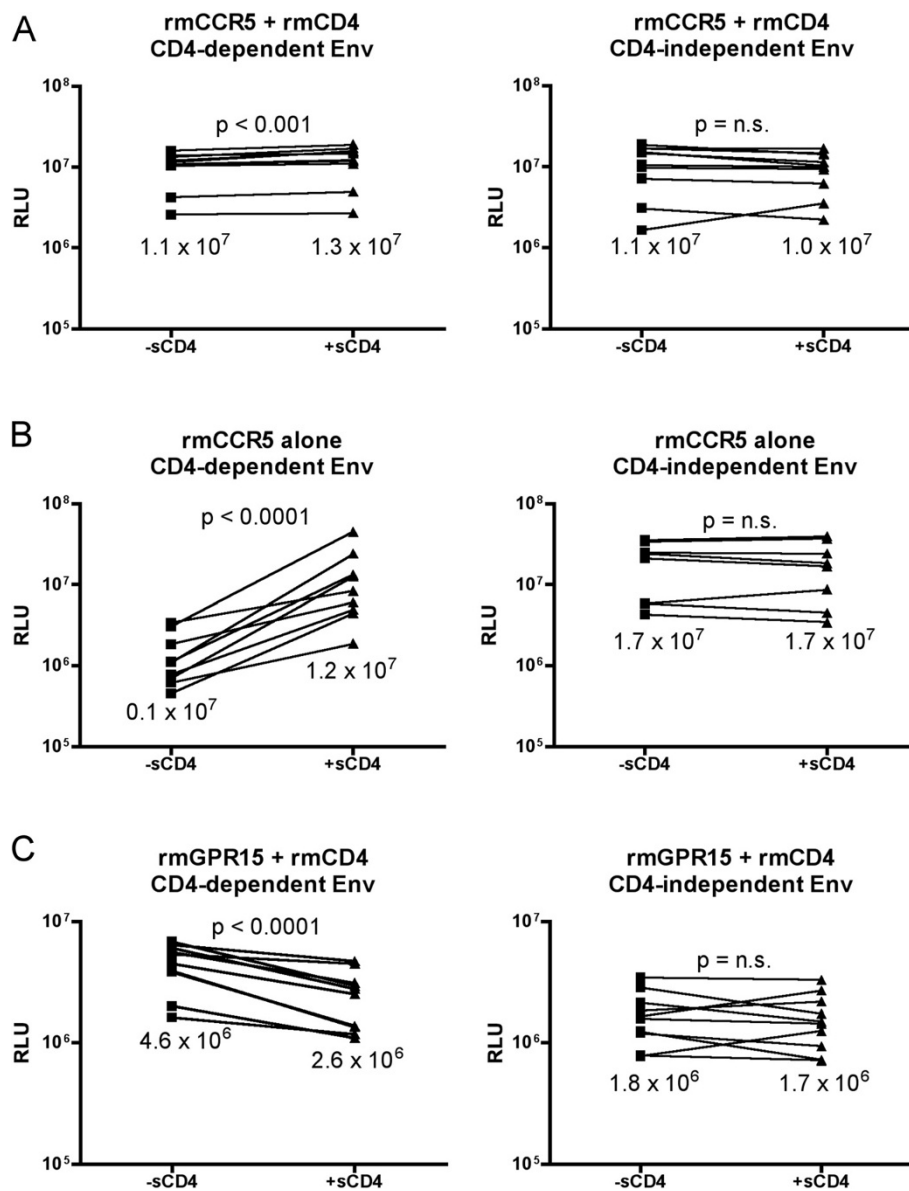 A
rmCCR5 + rmCD4
CD4-dependent Env
10⁸
10⁷
10⁶
10⁵
RLU
p < 0.001
1.1 x 10⁷
1.3 x 10⁷
-sCD4
+sCD4
rmCCR5 + rmCD4
CD4-independent Env
10⁸
10⁷
10⁶
10⁵
RLU
p = n.s.
1.1 x 10⁷
1.0 x 10⁷
-sCD4
+sCD4
B
rmCCR5 alone
CD4-dependent Env
10⁸
10⁷
10⁶
10⁵
RLU
p < 0.0001
0.1 x 10⁷
1.2 x 10⁷
-sCD4
+sCD4
rmCCR5 alone
CD4-independent Env
10⁸
10⁷
10⁶
10⁵
RLU
p = n.s.
1.7 x 10⁷
1.7 x 10⁷
-sCD4
+sCD4
C
rmGPR15 + rmCD4
CD4-dependent Env
10⁷
10⁶
10⁵
RLU
p < 0.0001
4.6 x 10⁶
2.6 x 10⁶
-sCD4
+sCD4
rmGPR15 + rmCD4
CD4-independent Env
10⁷
10⁶
10⁵
RLU
p = n.s.
1.8 x 10⁶
1.7 x 10⁶
-sCD4
+sCD4